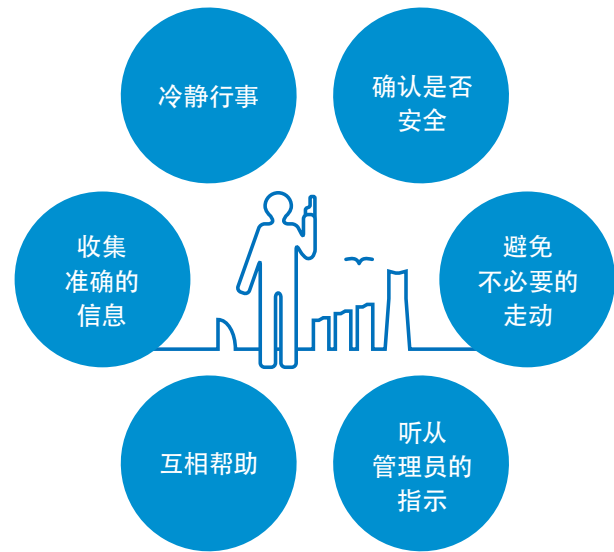 冷静行事
确认是否
安全
收集
准确的
信息
避免
不必要的
走动
互相帮助
听从
管理员的
指示